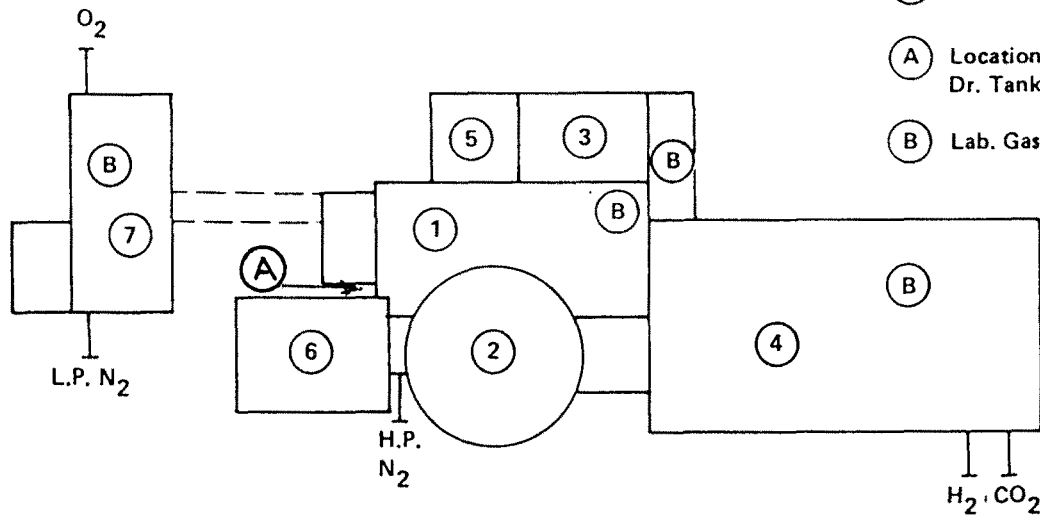 O2
A Location
Dr. Tank
B Lab. Gas
5
3
B
B
B
7
1
A
B
6
2
4
L.P. N2
H.P.
N2
H2, CO2